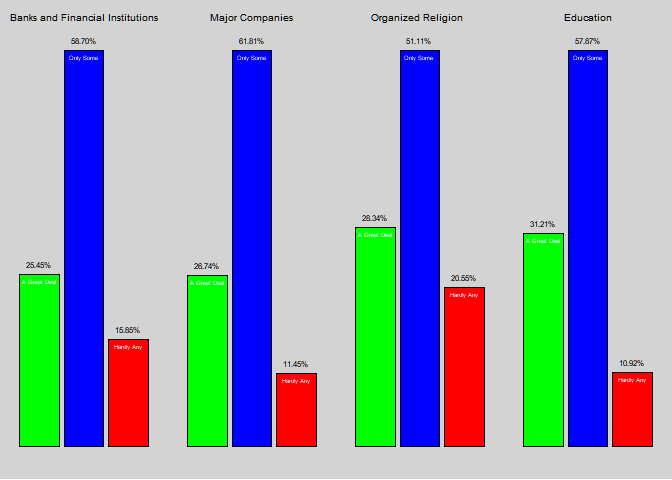 Banks and Financial Institutions
Major Companies
Organized Religion
Education
58.70%
Only Some
25.45%
A Great Deal
15.85%
Hardly Any
61.81%
Only Some
26.74%
A Great Deal
11.45%
Hardly Any
51.11%
Only Some
28.34%
A Great Deal
20.55%
Hardly Any
57.87%
Only Some
31.21%
A Great Deal
10.92%
Hardly Any